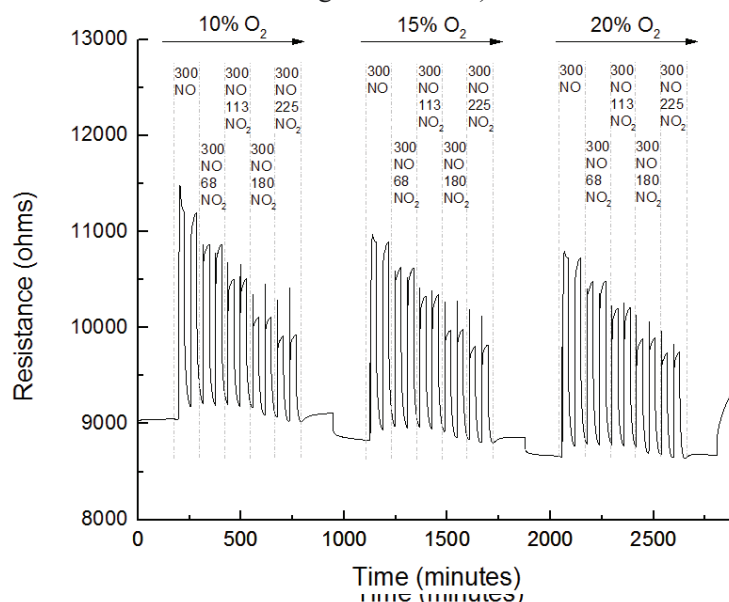 10% O₂
15% O₂
20% O₂
300 NO
300 NO 113 NO₂
300 NO 225 NO₂
300 NO
300 NO 113 NO₂
300 NO 225 NO₂
300 NO
300 NO 113 NO₂
300 NO 225 NO₂
300 NO 68 NO₂
300 NO 180 NO₂
300 NO 68 NO₂
300 NO 180 NO₂
300 NO 68 NO₂
300 NO 180 NO₂
13000
12000
11000
10000
9000
8000
Resistance (ohms)
0
500
1000
1500
2000
2500
Time (minutes)